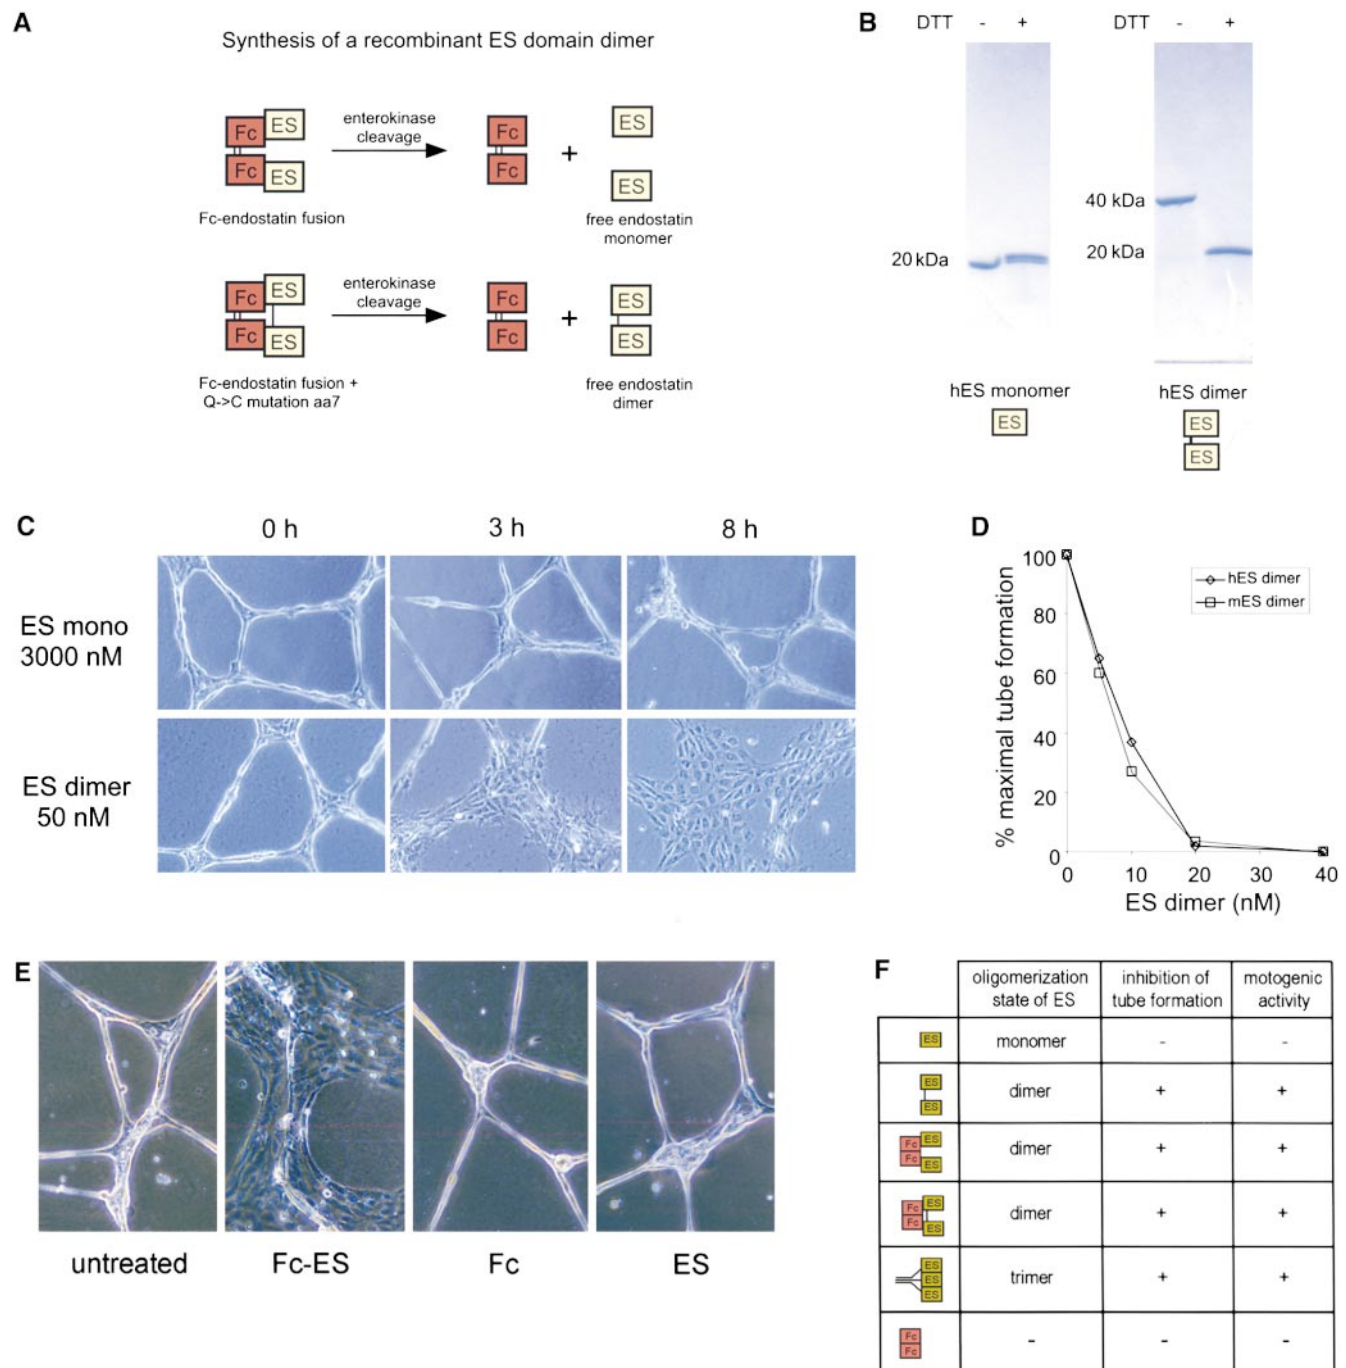 A
Synthesis of a recombinant ES domain dimer
Fc ES
Fc ES
enterokinase
cleavage
Fc
Fc
+
ES
ES
Fc-endostatin fusion
free endostatin
monomer
Fc ES
Fc ES
enterokinase
cleavage
Fc
Fc
+
ES
ES
Fc-endostatin fusion +
Q->C mutation aa7
free endostatin
dimer
B
DTT - +
DTT - +
20 kDa
40 kDa
20 kDa
hES monomer
ES
hES dimer
ES
ES
C
0 h 3 h 8 h
ES mono
3000 nM
ES dimer
50 nM
D
% maximal tube formation
100
80
60
40
20
0
0 10 20 30 40
ES dimer (nM)
hES dimer
mES dimer
E
untreated Fc-ES Fc ES
F
oligomerization
state of ES
inhibition of
tube formation
motogenic
activity
ES monomer - -
ES
ES
dimer + +
Fc ES
Fc ES
dimer + +
Fc ES
Fc ES
dimer + +
ES
ES
ES
trimer + +
Fc
Fc
- - -